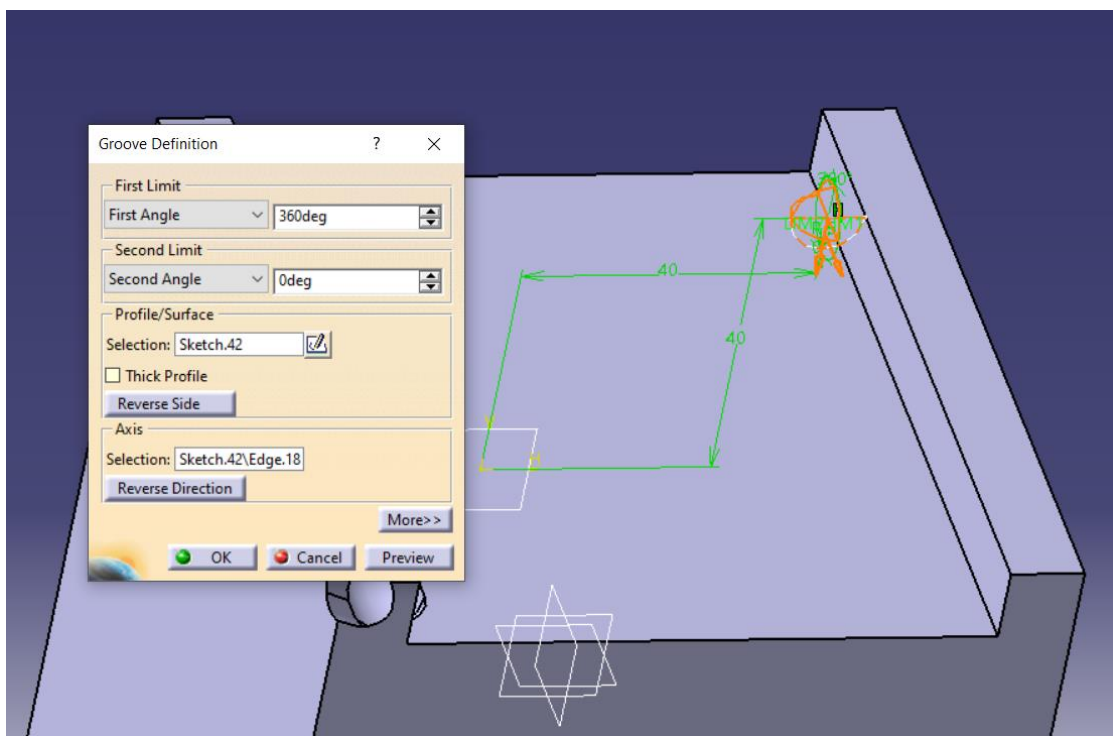 Groove Definition ? ×
First Limit
First Angle 360deg
Second Limit
Second Angle 0deg
Profile/Surface
Selection: Sketch.42
Thick Profile
Reverse Side
Axis
Selection: Sketch.42\Edge.18
Reverse Direction
More>>
OK Cancel Preview
360°
H
40
40
V
H